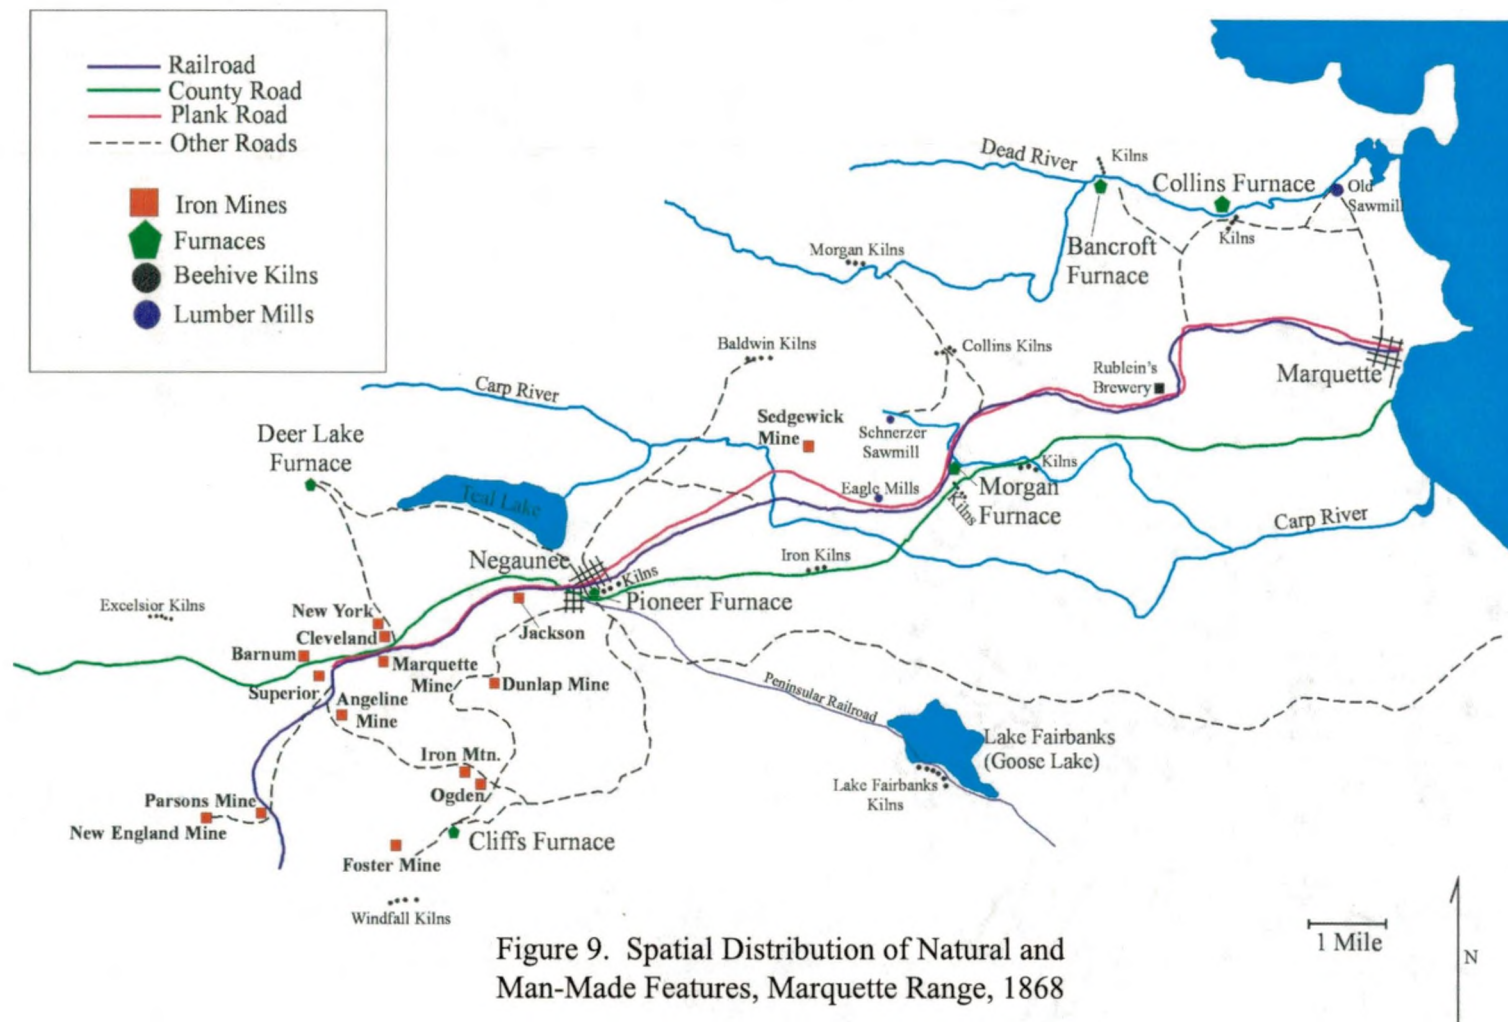 Railroad
County Road
Plank Road
Other Roads
Iron Mines
Furnaces
Beehive Kilns
Lumber Mills
Dead River
Kilns
Collins Furnace
Old
Sawmill
Kilns
Bancroft
Furnace
Morgan Kilns
Collins Kilns
Baldwin Kilns
Rublein's
Brewery
Marquette
Carp River
Sedgewick
Mine
Schnerzer
Sawmill
Deer Lake
Furnace
Teal Lake
Eagle Mills
Kilns
Morgan
Furnace
Kilns
Carp River
Negaunee
Iron Kilns
Kilns
Pioneer Furnace
Excelsior Kilns
New York
Cleveland
Jackson
Barnum
Marquette
Mine
Superior
Dunlap Mine
Angeline
Mine
Peninsular Railroad
Lake Fairbanks
(Goose Lake)
Iron Mtn.
Ogden
Lake Fairbanks
Kilns
Parsons Mine
New England Mine
Cliffs Furnace
Foster Mine
Windfall Kilns
1 Mile
N
Figure 9. Spatial Distribution of Natural and
Man-Made Features, Marquette Range, 1868